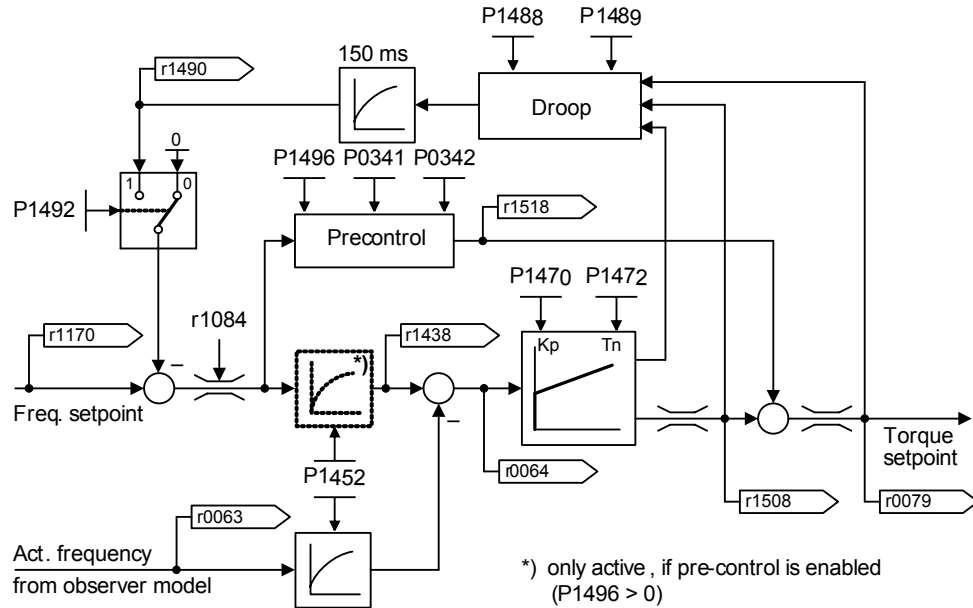 P1488 P1489
150 ms
r1490
Droop
0
P1496 P0341 P0342
1 0
P1492
r1518
Precontrol
P1470 P1472
r1170
r1084
r1438
*)
Kp Tn
Freq. setpoint
Torque
setpoint
r0064
P1452
r1508
r0079
r0063
Act. frequency
from observer model
*) only active , if pre-control is enabled
(P1496 > 0)